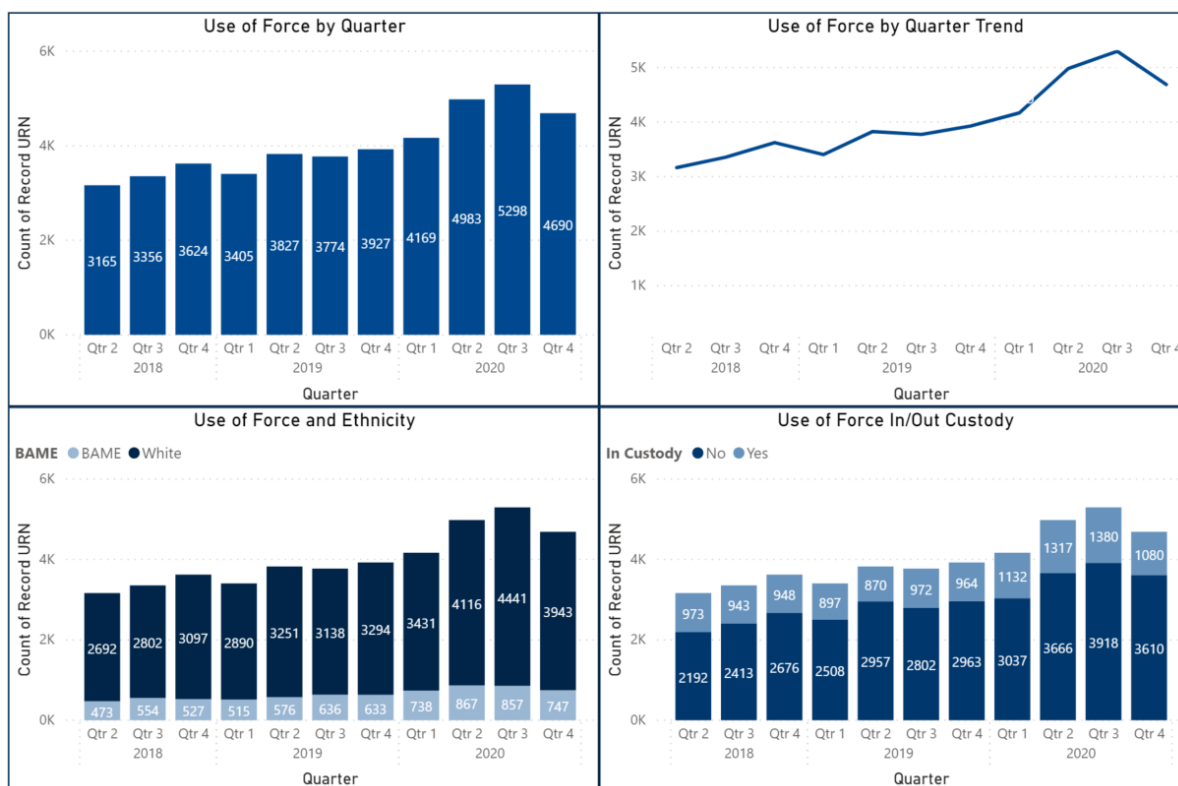 Use of Force by Quarter
6K
4K
2K
0K
Count of Record URN
3165 3356 3624 3405 3827 3774 3927 4169 4983 5298 4690
Qtr 2 Qtr 3 Qtr 4 Qtr 1 Qtr 2 Qtr 3 Qtr 4 Qtr 1 Qtr 2 Qtr 3 Qtr 4
2018 2019 2020
Quarter
Use of Force by Quarter Trend
5K
4K
3K
2K
1K
Count of Record URN
Qtr 2 Qtr 3 Qtr 4 Qtr 1 Qtr 2 Qtr 3 Qtr 4 Qtr 1 Qtr 2 Qtr 3 Qtr 4
2018 2019 2020
Quarter
Use of Force and Ethnicity
BAME BAME White
6K
4K
2K
0K
Count of Record URN
2692 2802 3097 2890 3251 3138 3294 3431 4116 4441 3943
473 554 527 515 576 636 633 738 867 857 747
Qtr 2 Qtr 3 Qtr 4 Qtr 1 Qtr 2 Qtr 3 Qtr 4 Qtr 1 Qtr 2 Qtr 3 Qtr 4
2018 2019 2020
Quarter
Use of Force In/Out Custody
In Custody No Yes
6K
4K
2K
0K
Count of Record URN
973 943 948 897 870 972 964 1132 1317 1380 1080
2192 2413 2676 2508 2957 2802 2963 3037 3666 3918 3610
Qtr 2 Qtr 3 Qtr 4 Qtr 1 Qtr 2 Qtr 3 Qtr 4 Qtr 1 Qtr 2 Qtr 3 Qtr 4
2018 2019 2020
Quarter